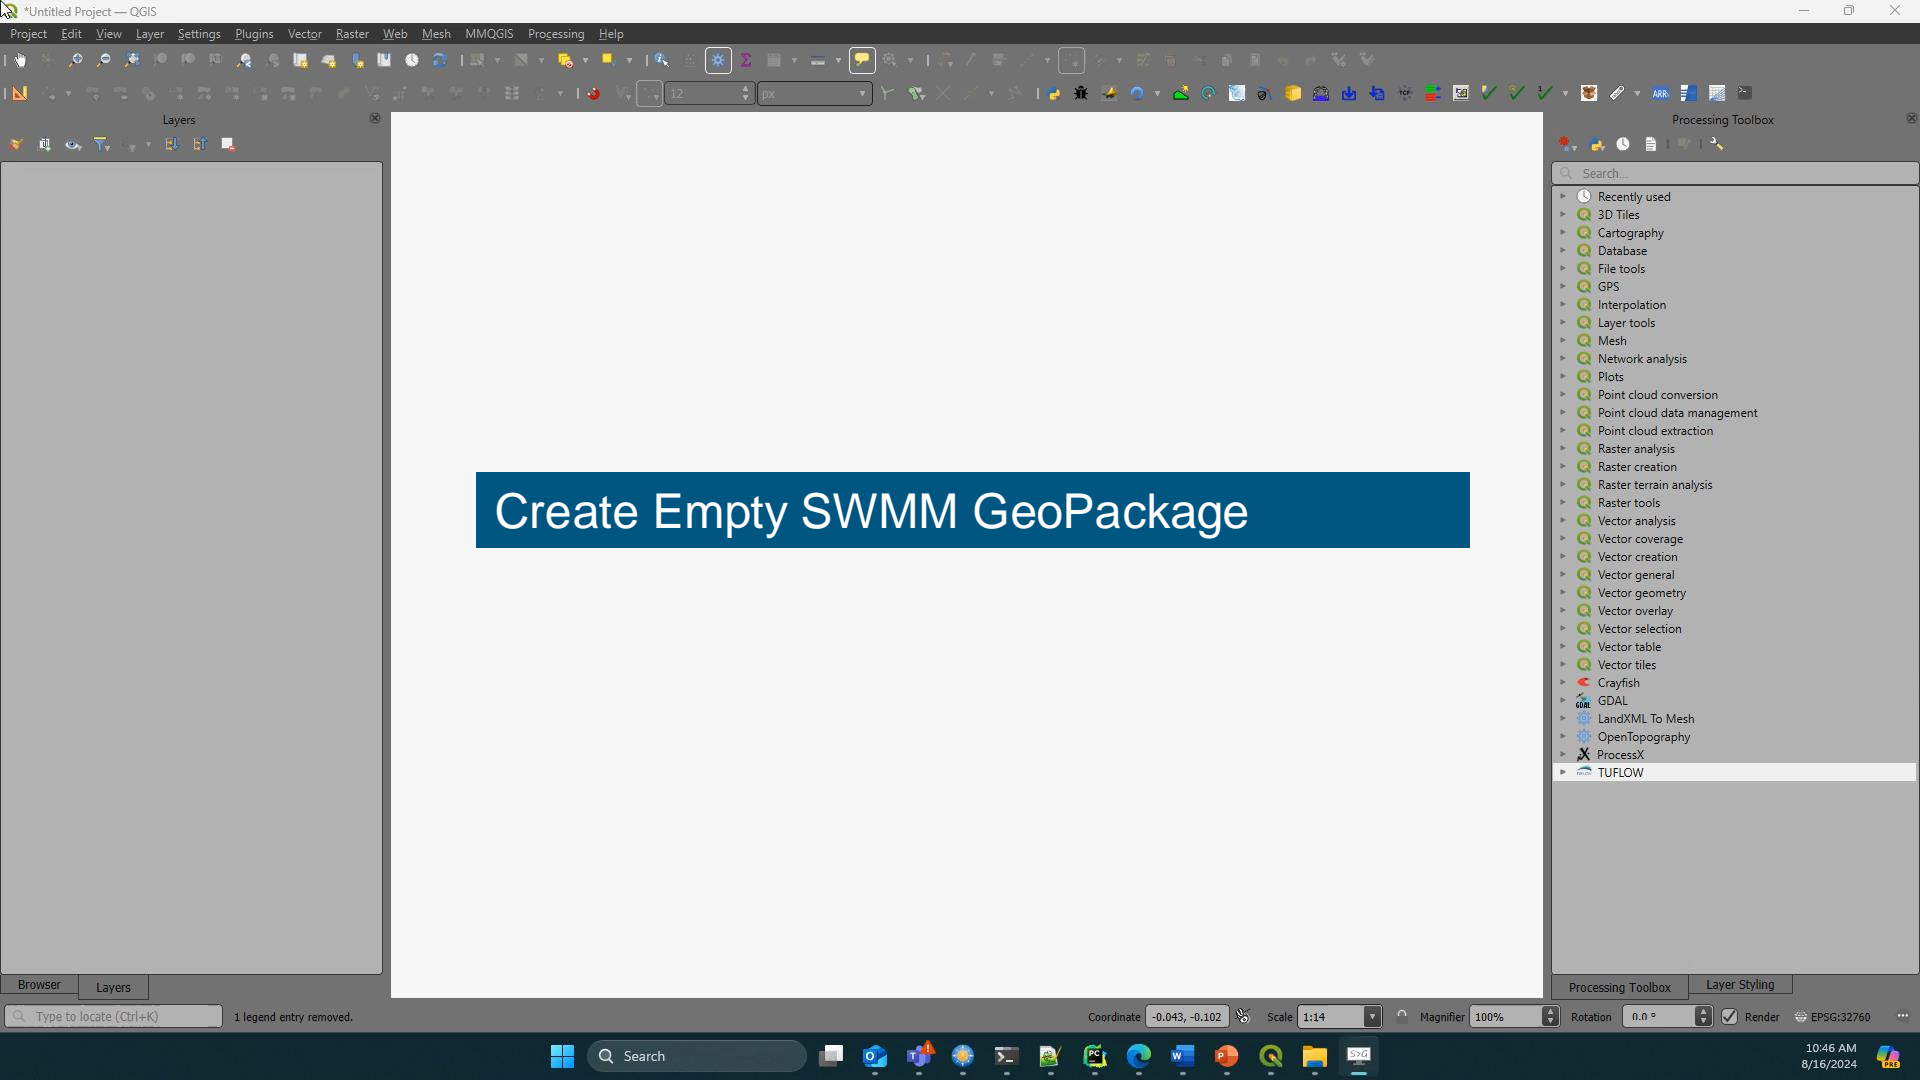 *Untitled Project — QGIS
Project Edit View Layer Settings Plugins Vector Raster Web Mesh MMQGIS Processing Help
12 px
Layers
Processing Toolbox
Search...
Recently used
3D Tiles
Cartography
Database
File tools
GPS
Interpolation
Layer tools
Mesh
Network analysis
Plots
Point cloud conversion
Point cloud data management
Point cloud extraction
Raster analysis
Raster creation
Raster terrain analysis
Raster tools
Vector analysis
Vector coverage
Vector creation
Vector general
Vector geometry
Vector overlay
Vector selection
Vector table
Vector tiles
Crayfish
GDAL
LandXML To Mesh
OpenTopography
ProcessX
TUFLOW
Create Empty SWMM GeoPackage
Browser Layers
Processing Toolbox Layer Styling
Type to locate (Ctrl+K) 1 legend entry removed. Coordinate -0.043, -0.102 Scale 1:14 Magnifier 100% Rotation 0.0 ° Render EPSG:32760
Search
10:46 AM
8/16/2024